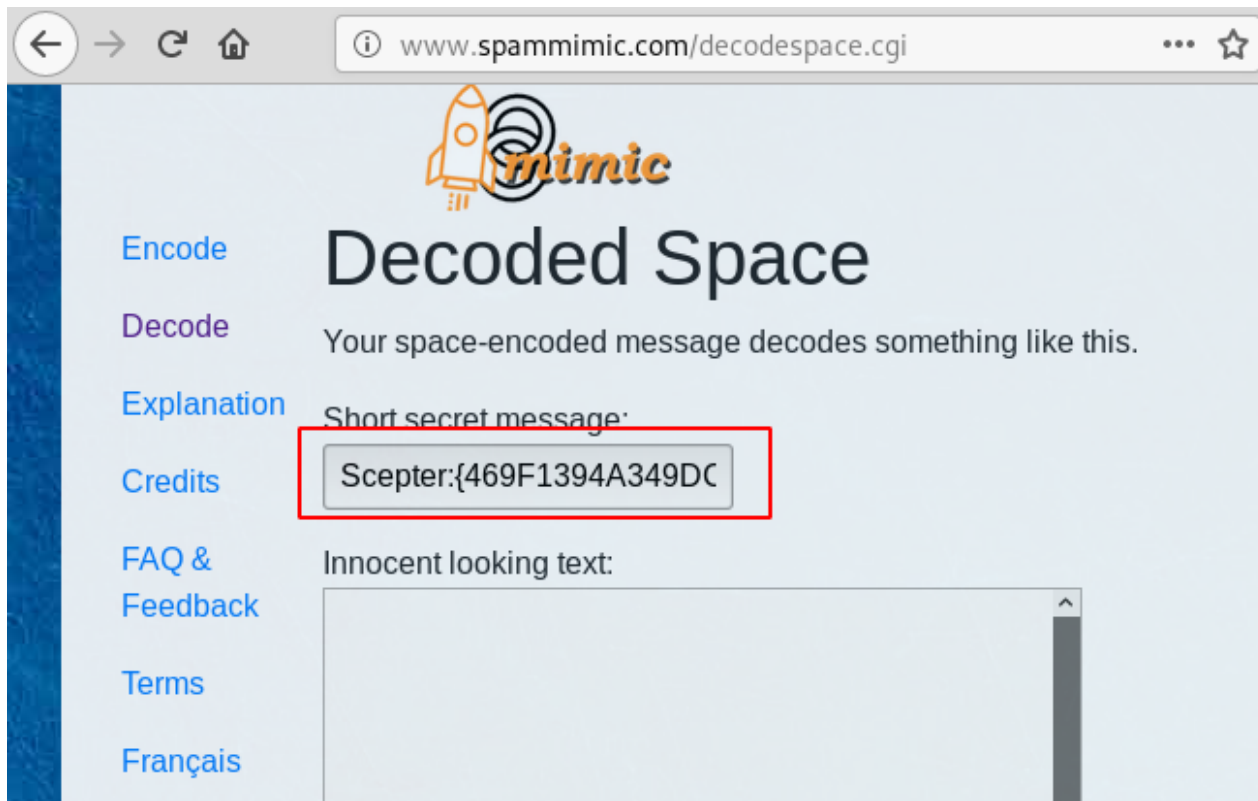 www.spammimic.com/decodespace.cgi
mimic
Encode
Decoded Space
Decode
Your space-encoded message decodes something like this.
Explanation
Short secret message:
Scepter:{469F1394A349D
Credits
FAQ &
Feedback
Innocent looking text:
Terms
Français